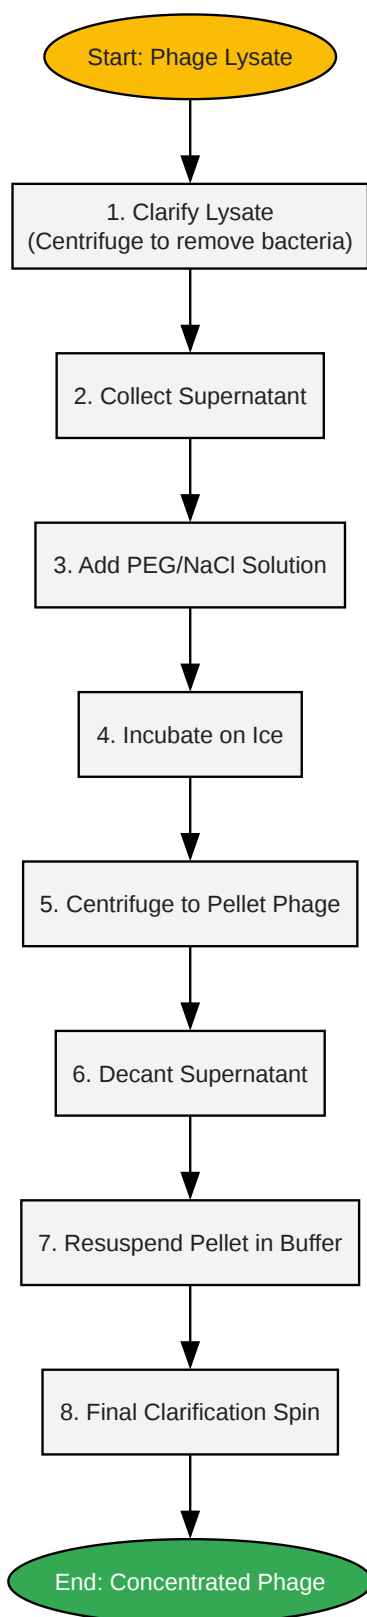 Start: Phage Lysate
1. Clarify Lysate
(Centrifuge to remove bacteria)
2. Collect Supernatant
3. Add PEG/NaCl Solution
4. Incubate on Ice
5. Centrifuge to Pellet Phage
6. Decant Supernatant
7. Resuspend Pellet in Buffer
8. Final Clarification Spin
End: Concentrated Phage